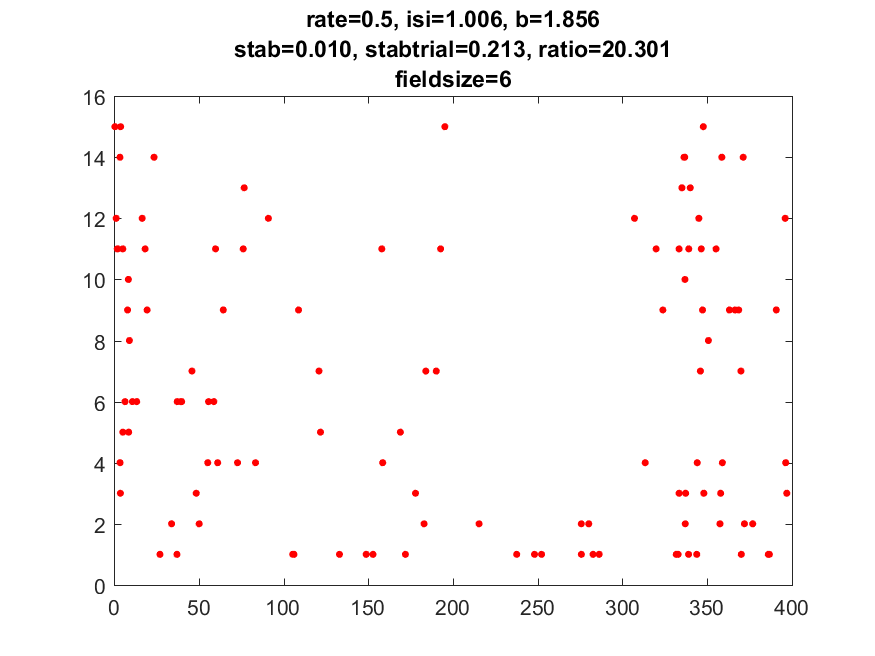 rate=0.5, isi=1.006, b=1.856
stab=0.010, stabtrial=0.213, ratio=20.301
fieldsize=6
16
14
12
10
8
6
4
2
0
0 50 100 150 200 250 300 350 400